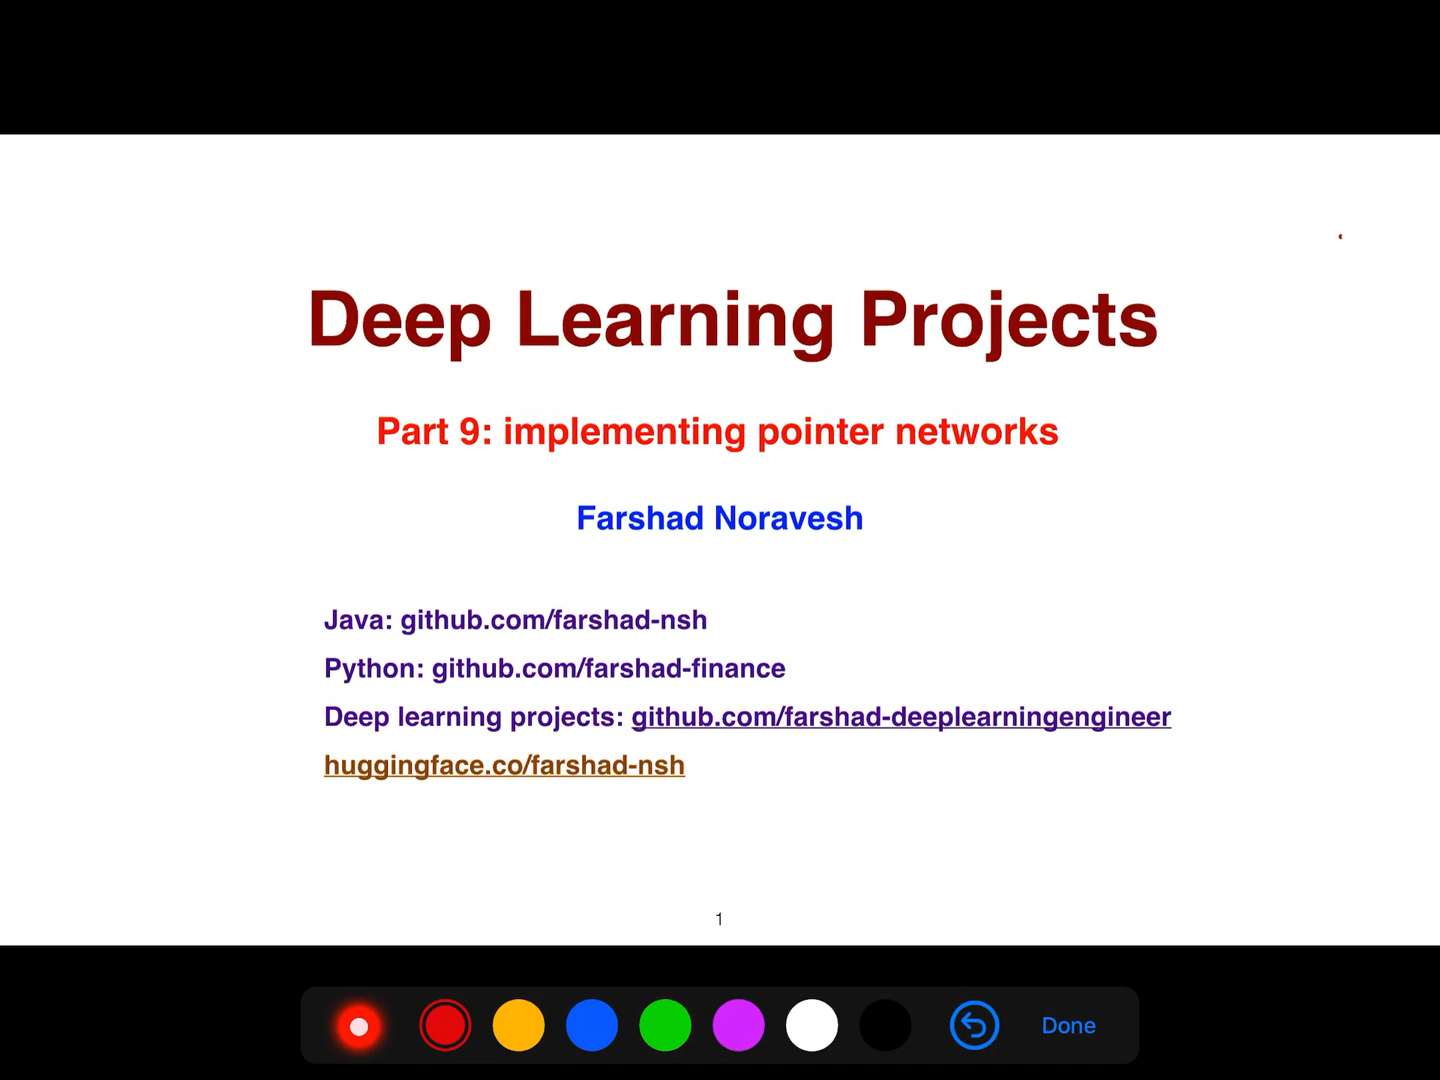 Deep Learning Projects
Part 9: implementing pointer networks
Farshad Noravesh
Java: github.com/farshad-nsh
Python: github.com/farshad-finance
Deep learning projects: github.com/farshad-deeplearningengineer
huggingface.co/farshad-nsh
1
Done